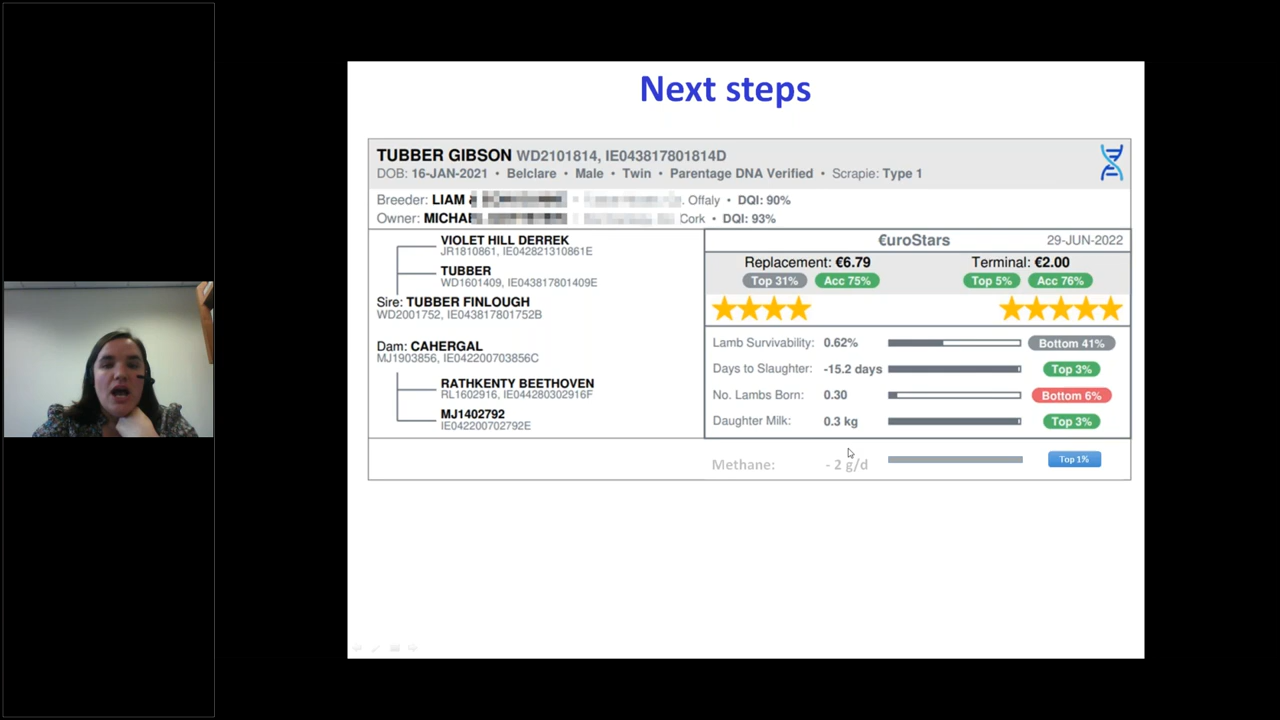 Next steps
TUBBER GIBSON WD2101814, IE043817801814D
DOB: 16-JAN-2021 • Belclare • Male • Twin • Parentage DNA Verified • Scrapie: Type 1
Breeder: LIAM Offaly • DQI: 90%
Owner: MICHA Cork • DQI: 93%
VIOLET HILL DERREK
JR1810861, IE042821310861E
TUBBER
WD1601409, IE043817801409E
Sire: TUBBER FINLOUGH
WD2001752, IE043817801752B
Dam: CAHERGAL
MJ1903856, IE042200703856C
RATHKENTY BEETHOVEN
RL1602916, IE044280302916F
MJ1402792
IE042200702792E
€uroStars 29-JUN-2022
Replacement: €6.79 Terminal: €2.00
Top 31% Acc 75% Top 5% Acc 76%
Lamb Survivability: 0.62% Bottom 41%
Days to Slaughter: -15.2 days Top 3%
No. Lambs Born: 0.30 Bottom 6%
Daughter Milk: 0.3 kg Top 3%
Methane: - 2 g/d Top 1%